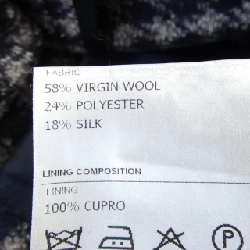 FABRIC
58% VIRGIN WOOL
24% POLYESTER
18% SILK
LINING COMPOSITION
LINING
100% CUPRO
P